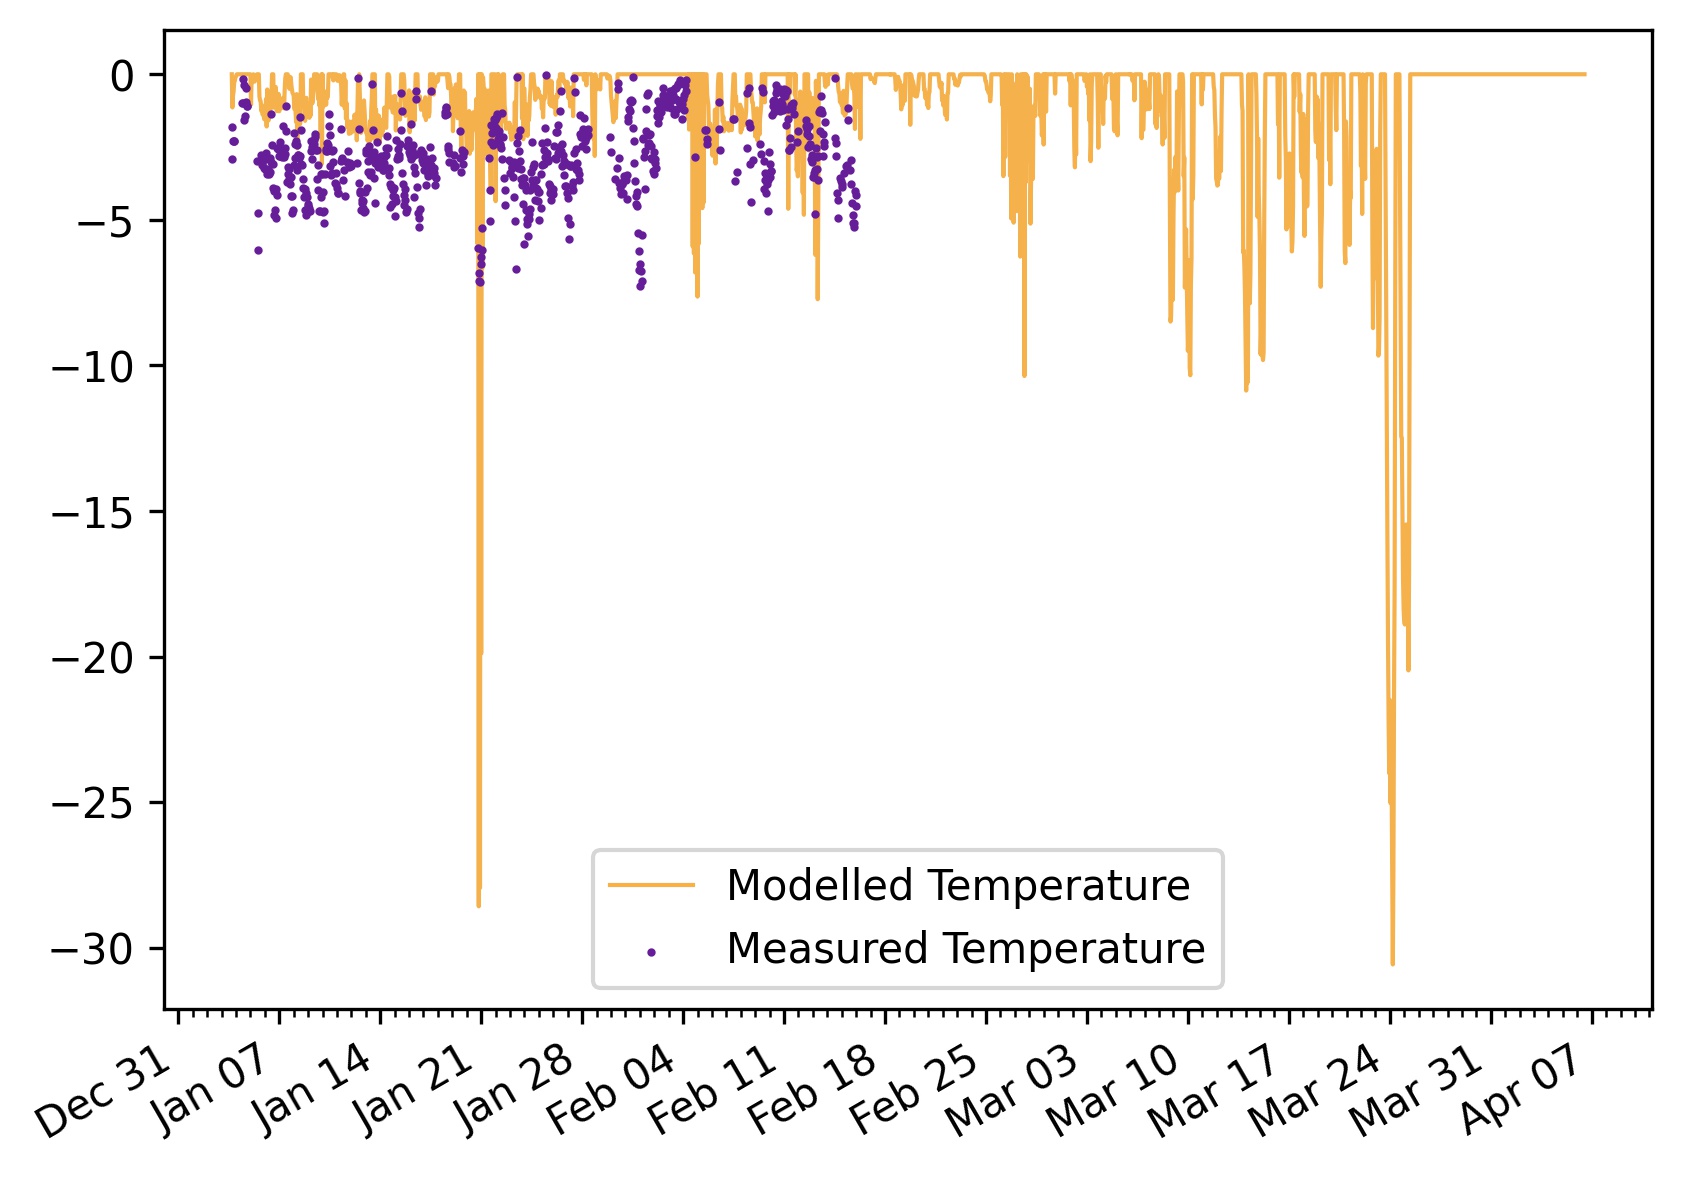 0
−5
−10
−15
−20
−25
−30
Modelled Temperature
Measured Temperature
Dec 31
Jan 07
Jan 14
Jan 21
Jan 28
Feb 04
Feb 11
Feb 18
Feb 25
Mar 03
Mar 10
Mar 17
Mar 24
Mar 31
Apr 07